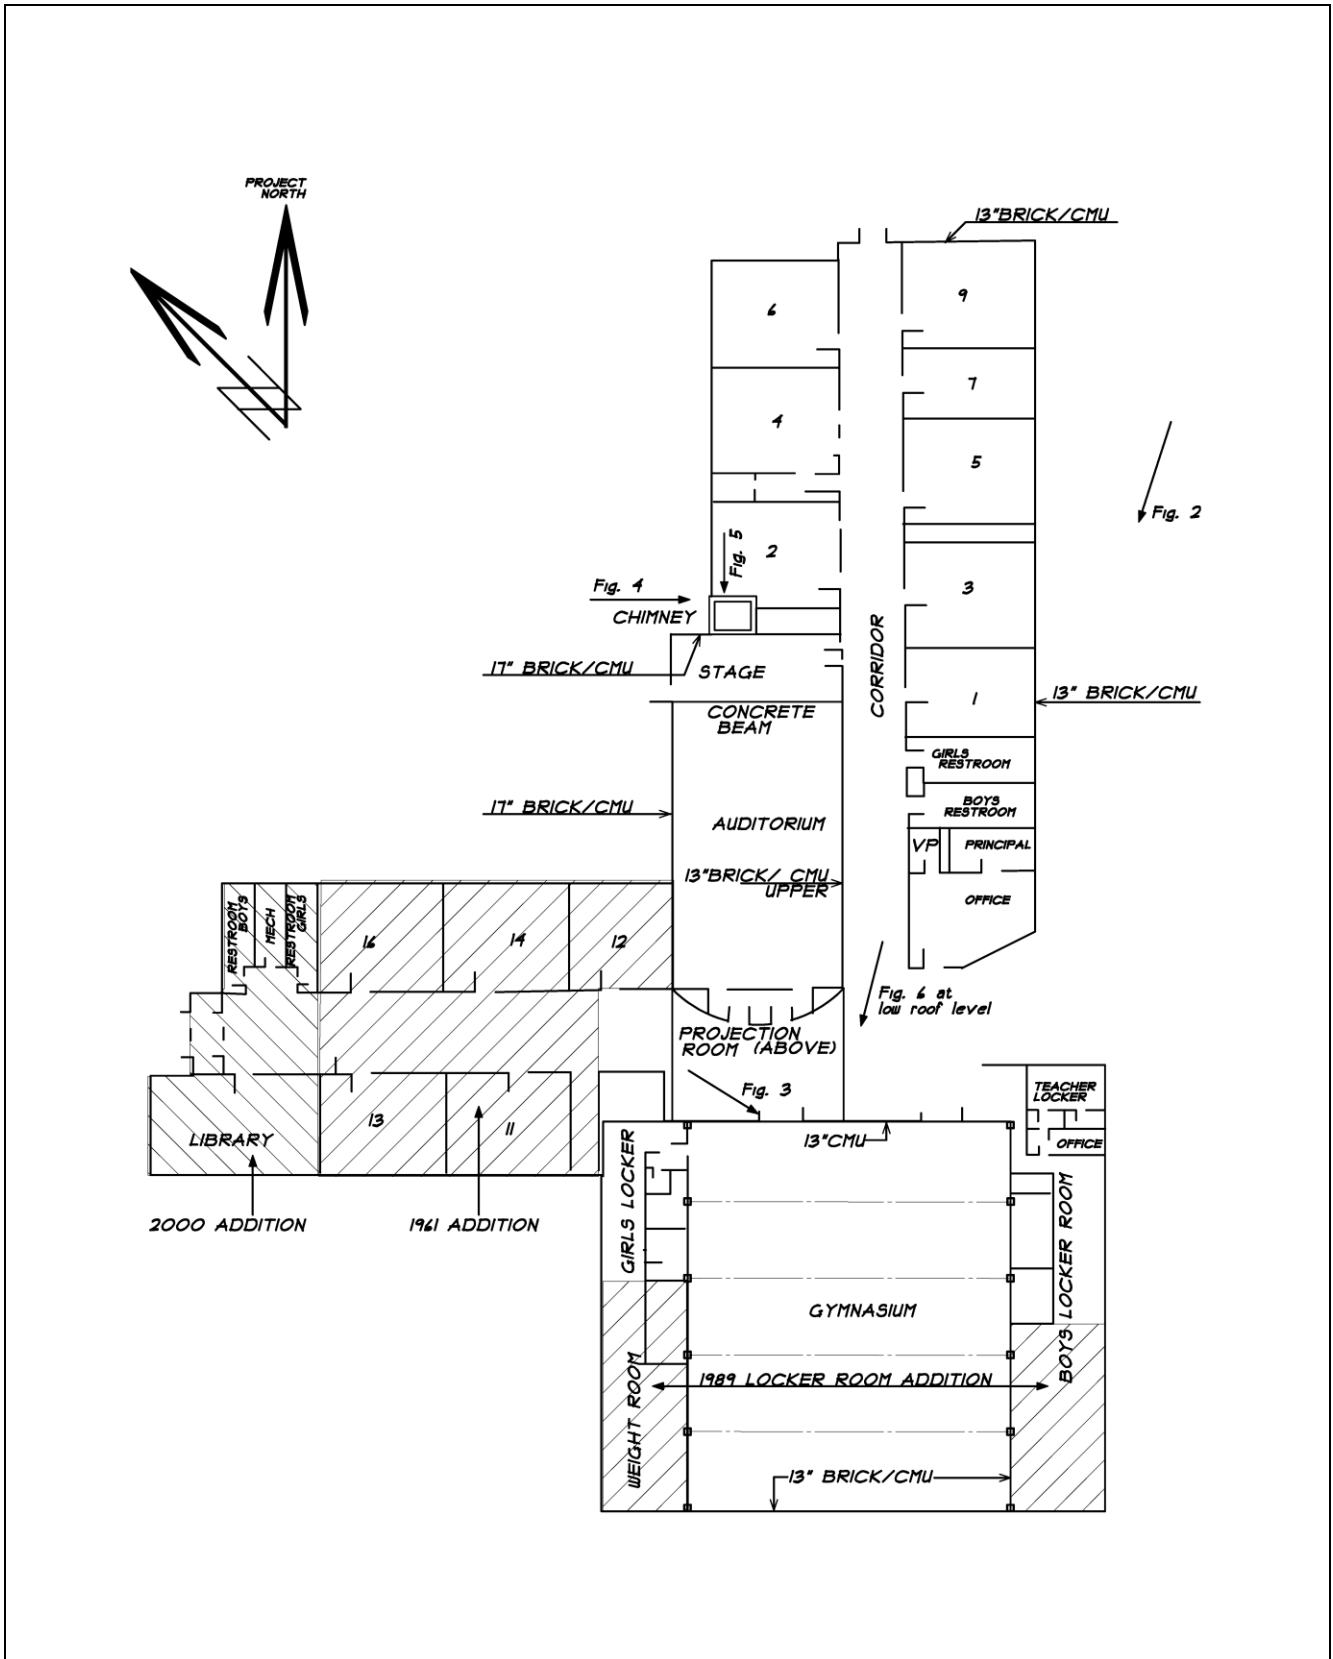 PROJECT
NORTH
13"BRICK/CMU
6
9
7
4
5
Fig. 2
Fig. 5
2
Fig. 4
3
CHIMNEY
CORRIDOR
17" BRICK/CMU
STAGE
1
13" BRICK/CMU
CONCRETE
BEAM
GIRLS
RESTROOM
17" BRICK/CMU
BOYS
RESTROOM
AUDITORIUM
VP
PRINCIPAL
13"BRICK/ CMU
UPPER
OFFICE
RESTROOM
BOYS
MECH
RESTROOM
GIRLS
16
14
12
Fig. 6 at
low roof level
PROJECTION
ROOM (ABOVE)
Fig. 3
TEACHER
LOCKER
13
11
LIBRARY
13"CMU
OFFICE
GIRLS LOCKER
2000 ADDITION
1961 ADDITION
BOYS LOCKER ROOM
GYMNASIUM
1989 LOCKER ROOM ADDITION
WEIGHT ROOM
13" BRICK/CMU